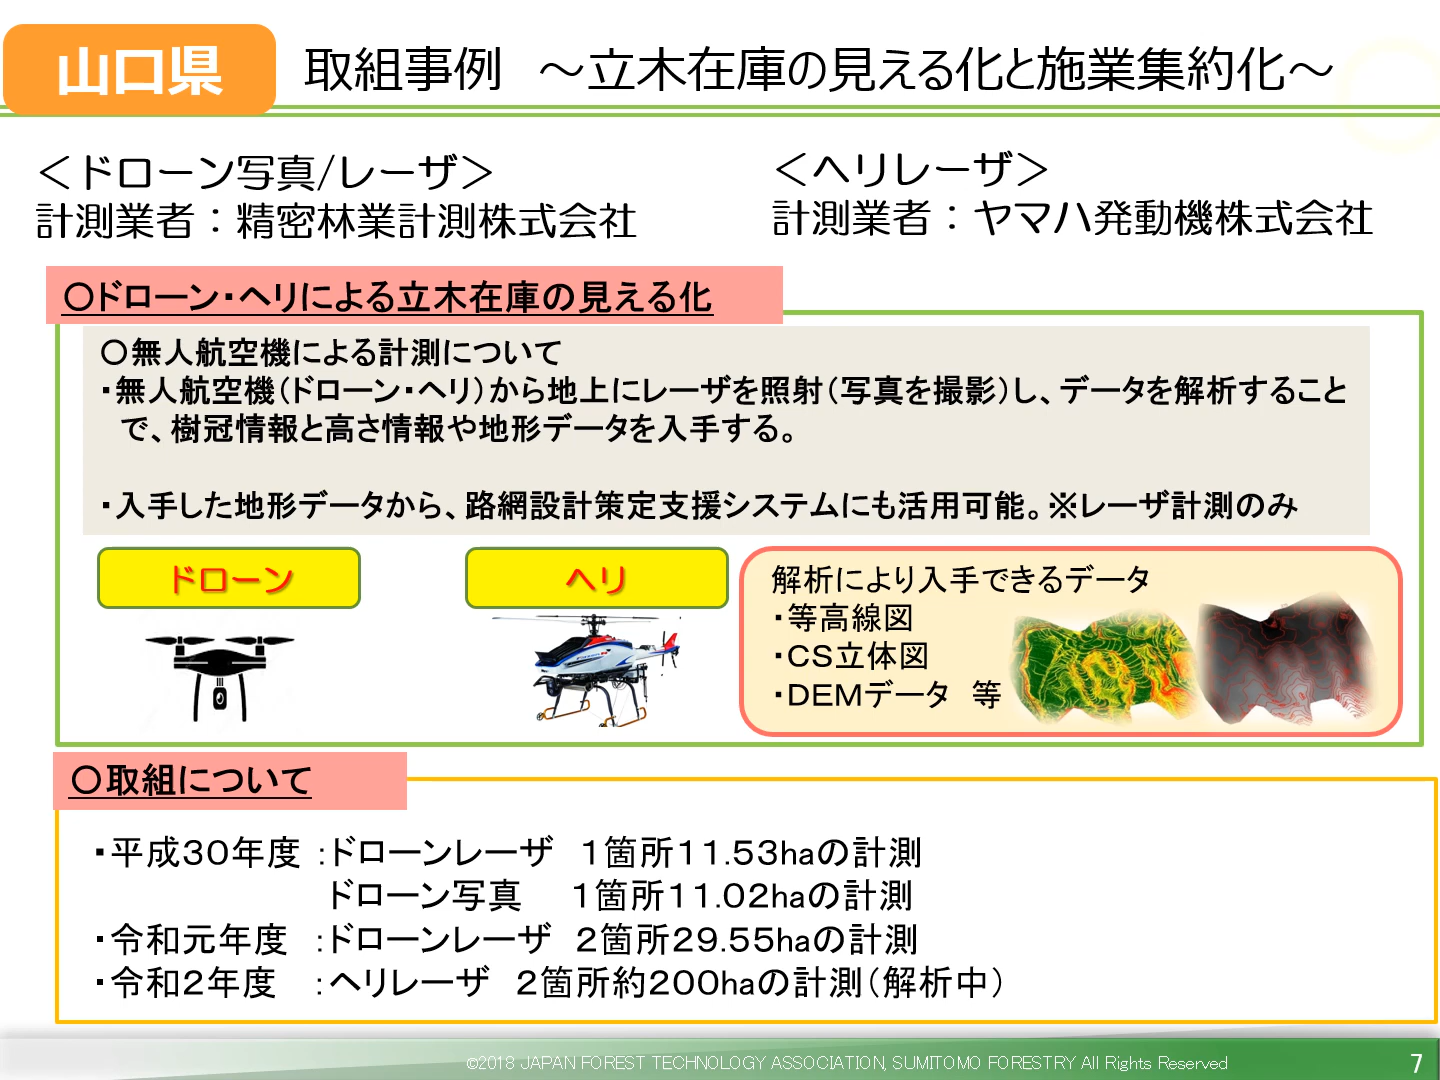 山口県
取組事例　～立木在庫の見える化と施業集約化～
＜ドローン写真/レーザ＞
計測業者：精密林業計測株式会社
＜ヘリレーザ＞
計測業者：ヤマハ発動機株式会社
○ドローン・ヘリによる立木在庫の見える化
○無人航空機による計測について
・無人航空機（ドローン・ヘリ）から地上にレーザを照射（写真を撮影）し、データを解析すること
で、樹冠情報と高さ情報や地形データを入手する。
・入手した地形データから、路網設計策定支援システムにも活用可能。※レーザ計測のみ
ドローン
ヘリ
解析により入手できるデータ
・等高線図
・CS立体図
・DEMデータ　等
○取組について
・平成３０年度 ：ドローンレーザ　１箇所１１.５３haの計測
ドローン写真　１箇所１１.０２haの計測
・令和元年度 ：ドローンレーザ　２箇所２９.５５haの計測
・令和２年度 ：ヘリレーザ　２箇所約２００haの計測（解析中）
©2018 JAPAN FOREST TECHNOLOGY ASSOCIATION, SUMITOMO FORESTRY All Rights Reserved
7